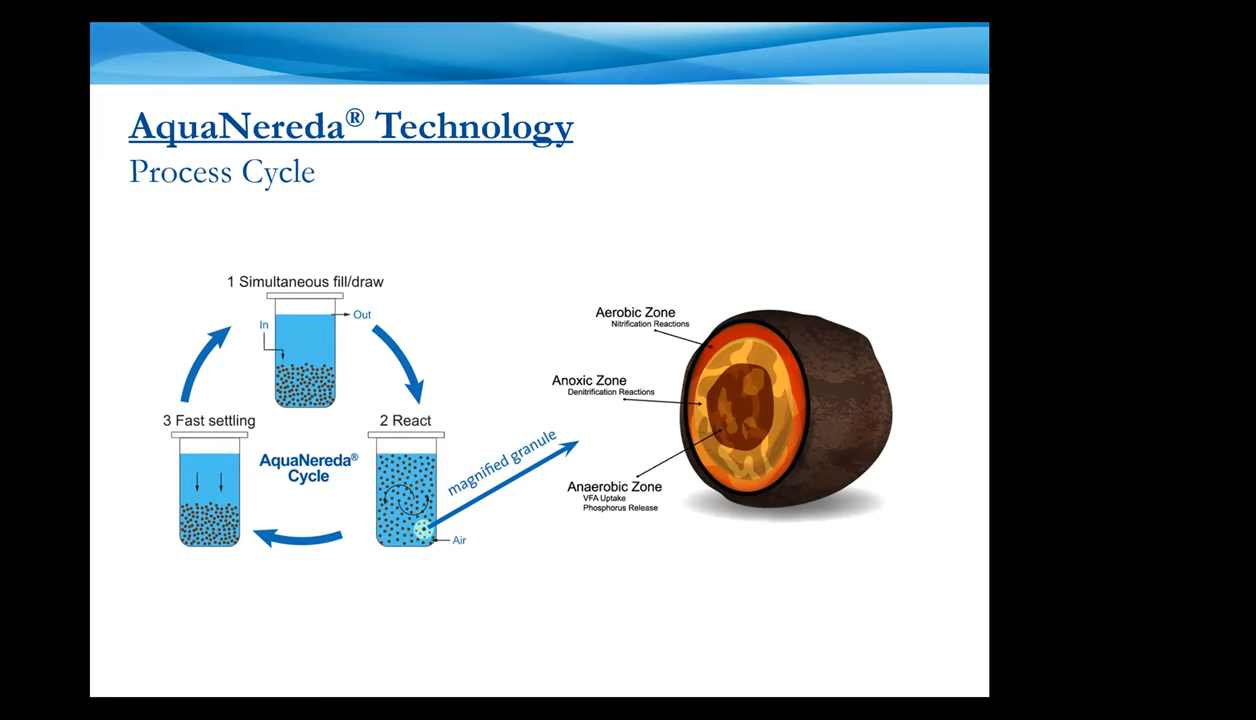 AquaNereda® Technology
Process Cycle
1 Simultaneous fill/draw
In
Out
3 Fast settling
2 React
AquaNereda®
Cycle
Air
magnified granule
Aerobic Zone
Nitrification Reactions
Anoxic Zone
Denitrification Reactions
Anaerobic Zone
VFA Uptake
Phosphorus Release